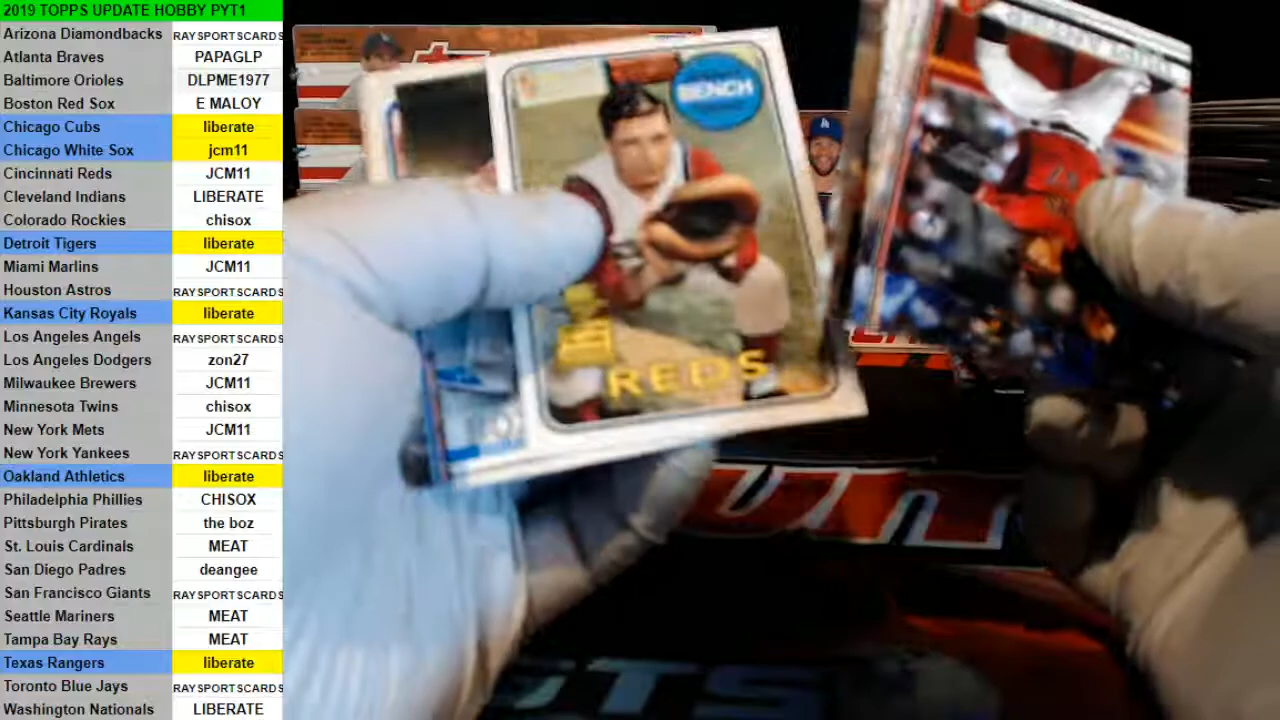 2019 TOPPS UPDATE HOBBY PYT1
Arizona Diamondbacks RAYSPORTSCARDS
Atlanta Braves PAPAGLP
Baltimore Orioles DLPME1977
Boston Red Sox E MALOY
Chicago Cubs liberate
Chicago White Sox jcm11
Cincinnati Reds JCM11
Cleveland Indians LIBERATE
Colorado Rockies chisox
Detroit Tigers liberate
Miami Marlins JCM11
Houston Astros RAYSPORTSCARDS
Kansas City Royals liberate
Los Angeles Angels RAYSPORTSCARDS
Los Angeles Dodgers zon27
Milwaukee Brewers JCM11
Minnesota Twins chisox
New York Mets JCM11
New York Yankees RAYSPORTSCARDS
Oakland Athletics liberate
Philadelphia Phillies CHISOX
Pittsburgh Pirates the boz
St. Louis Cardinals MEAT
San Diego Padres deangee
San Francisco Giants RAYSPORTSCARDS
Seattle Mariners MEAT
Tampa Bay Rays MEAT
Texas Rangers liberate
Toronto Blue Jays RAYSPORTSCARDS
Washington Nationals LIBERATE
BENCH
REDS